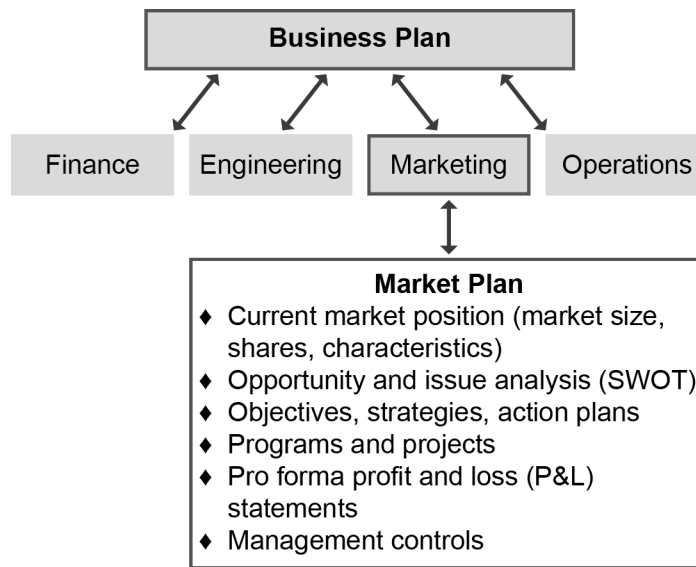 Business Plan
Finance
Engineering
Marketing
Operations
Market Plan
♦ Current market position (market size,
shares, characteristics)
♦ Opportunity and issue analysis (SWOT)
♦ Objectives, strategies, action plans
♦ Programs and projects
♦ Pro forma profit and loss (P&L)
statements
♦ Management controls